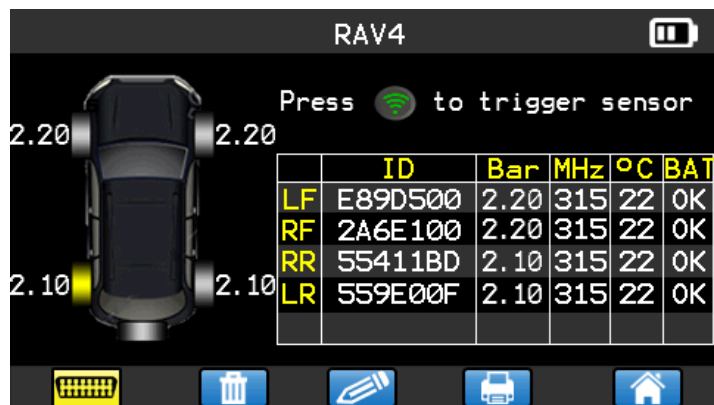 RAV4
Press to trigger sensor
2.20 2.20
ID Bar MHz ºC BAT
LF E89D500 2.20 315 22 OK
RF 2A6E100 2.20 315 22 OK
RR 55411BD 2.10 315 22 OK
2.10 2.10
LR 559E00F 2.10 315 22 OK